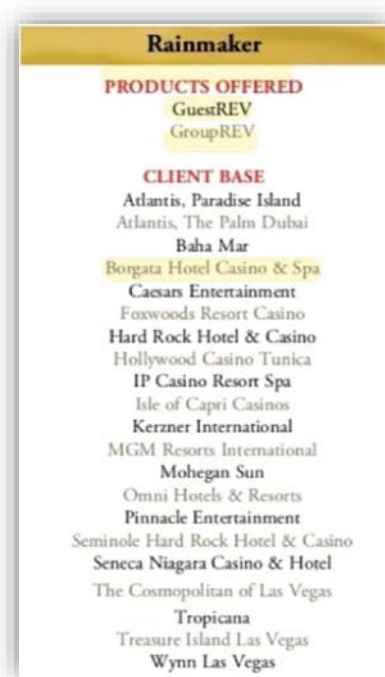 Rainmaker
PRODUCTS OFFERED
GuestREV
GroupREV
CLIENT BASE
Atlantis, Paradise Island
Atlantis, The Palm Dubai
Baha Mar
Borgata Hotel Casino & Spa
Caesars Entertainment
Foxwoods Resort Casino
Hard Rock Hotel & Casino
Hollywood Casino Tunica
IP Casino Resort Spa
Isle of Capri Casinos
Kerzner International
MGM Resorts International
Mohegan Sun
Omni Hotels & Resorts
Pinnacle Entertainment
Seminole Hard Rock Hotel & Casino
Seneca Niagara Casino & Hotel
The Cosmopolitan of Las Vegas
Tropicana
Treasure Island Las Vegas
Wynn Las Vegas